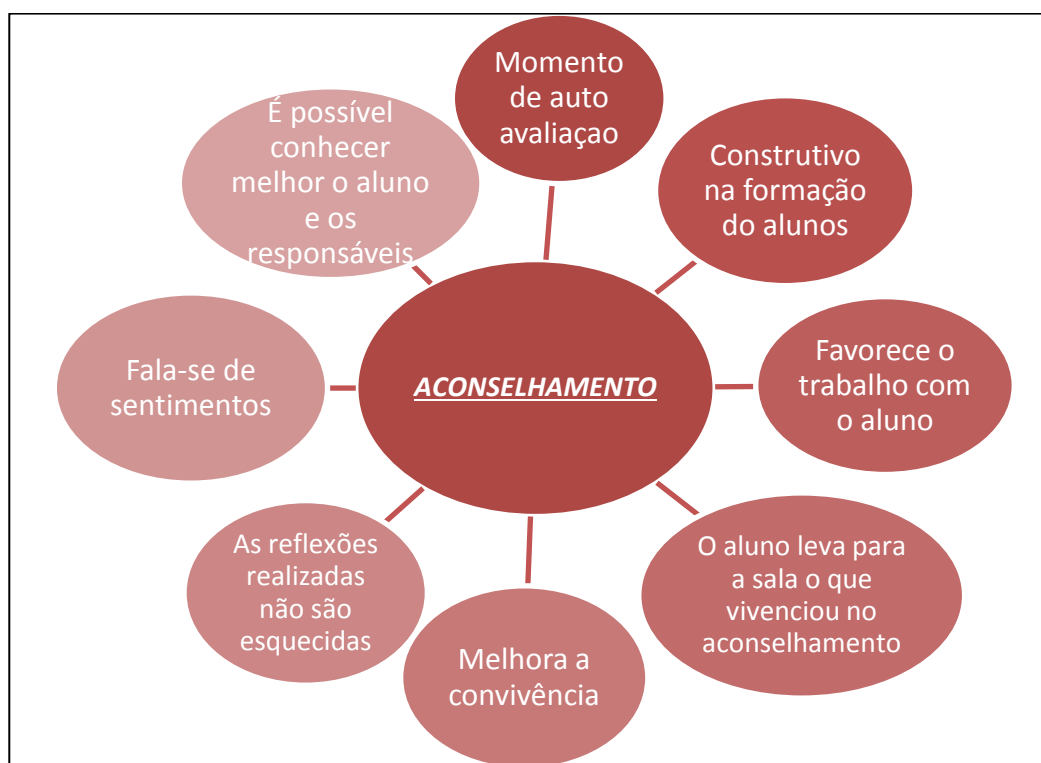 Momento
de auto
avaliaçao
Construtivo
na formação
do alunos
Favorece o
trabalho com
o aluno
O aluno leva para
a sala o que
vivenciou no
aconselhamento
Melhora a
convivência
As reflexões
realizadas
não são
esquecidas
Fala-se de
sentimentos
É possível
conhecer
melhor o aluno
e os
responsáveis
ACONSELHAMENTO